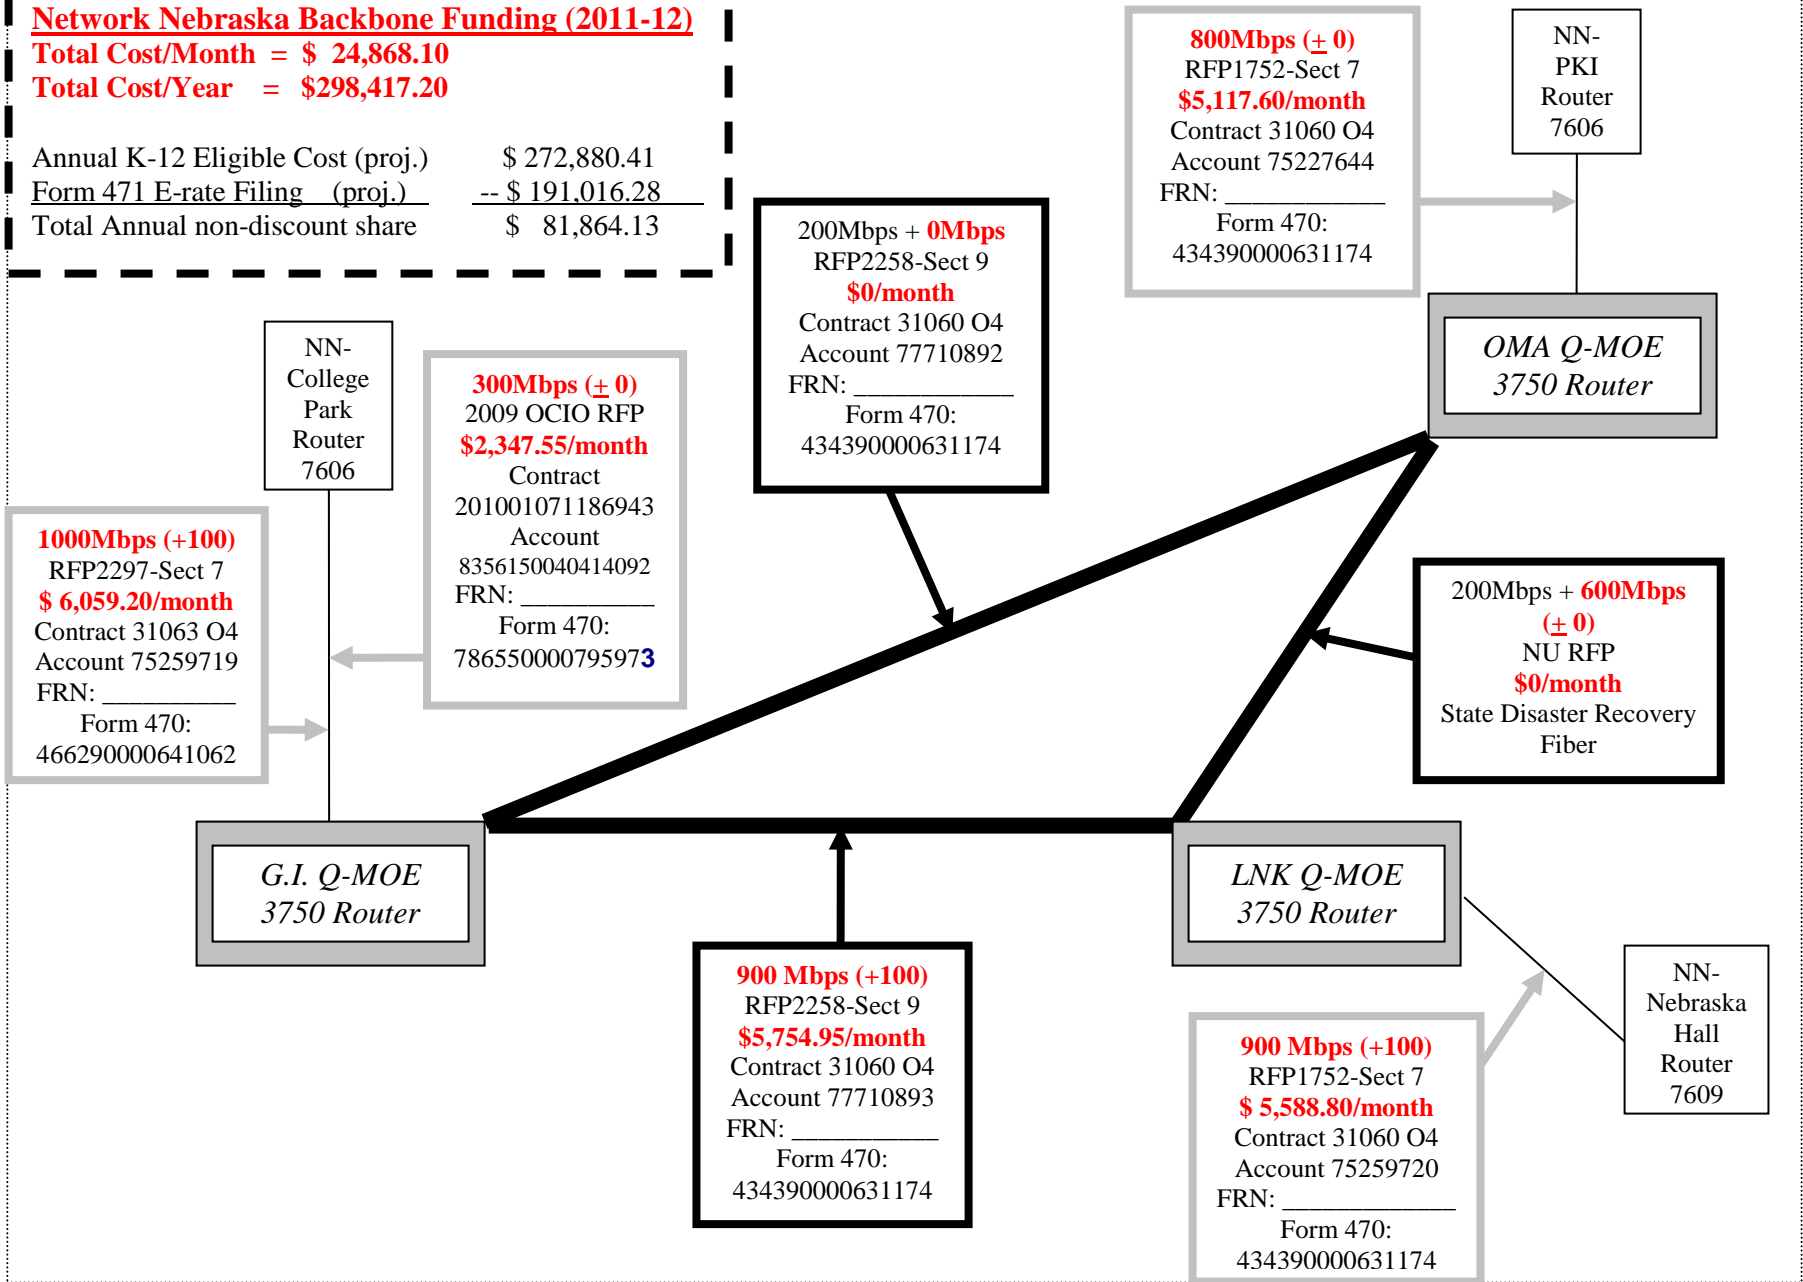 Network Nebraska Backbone Funding (2011-12)
Total Cost/Month = $ 24,868.10
Total Cost/Year = $298,417.20
Annual K-12 Eligible Cost (proj.) $ 272,880.41
Form 471 E-rate Filing (proj.) -- $ 191,016.28
Total Annual non-discount share $ 81,864.13
800Mbps (± 0)
RFP1752-Sect 7
$5,117.60/month
Contract 31060 O4
Account 75227644
FRN: ____________
Form 470:
434390000631174
NN-
PKI
Router
7606
200Mbps + 0Mbps
RFP2258-Sect 9
$0/month
Contract 31060 O4
Account 77710892
FRN: ____________
Form 470:
434390000631174
OMA Q-MOE
3750 Router
NN-
College
Park
Router
7606
300Mbps (± 0)
2009 OCIO RFP
$2,347.55/month
Contract
201001071186943
Account
8356150040414092
FRN: __________
Form 470:
786550000795973
1000Mbps (+100)
RFP2297-Sect 7
$ 6,059.20/month
Contract 31063 O4
Account 75259719
FRN: __________
Form 470:
466290000641062
200Mbps + 600Mbps
(± 0)
NU RFP
$0/month
State Disaster Recovery
Fiber
G.I. Q-MOE
3750 Router
LNK Q-MOE
3750 Router
900 Mbps (+100)
RFP2258-Sect 9
$5,754.95/month
Contract 31060 O4
Account 77710893
FRN: ___________
Form 470:
434390000631174
900 Mbps (+100)
RFP1752-Sect 7
$ 5,588.80/month
Contract 31060 O4
Account 75259720
FRN: _____________
Form 470:
434390000631174
NN-
Nebraska
Hall
Router
7609